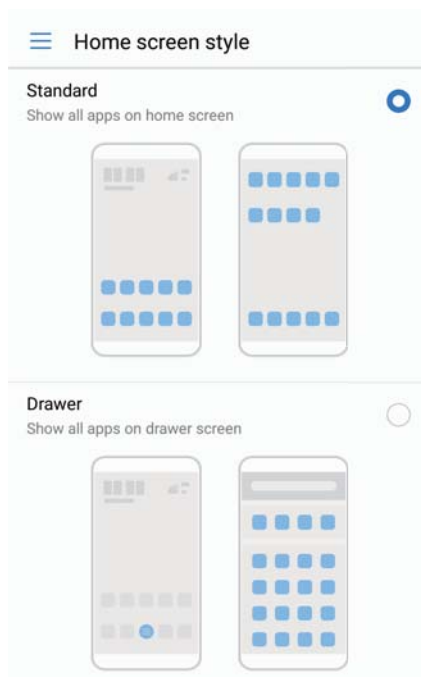 Home screen style
Standard
Show all apps on home screen
Drawer
Show all apps on drawer screen